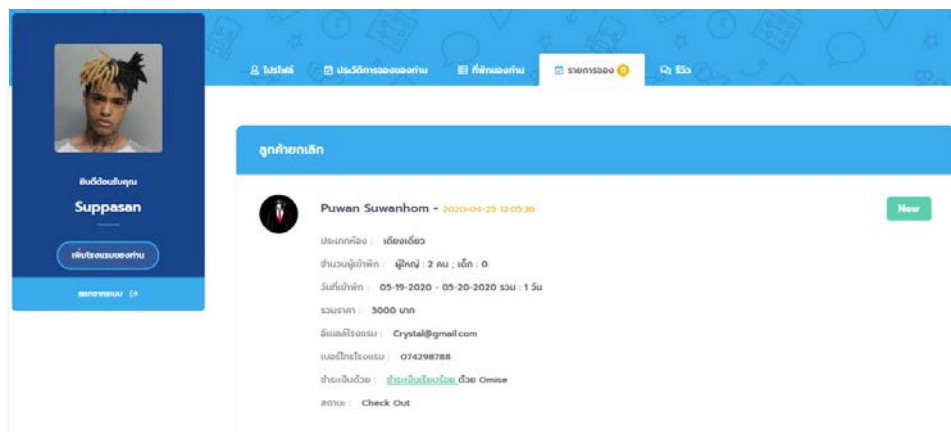 โปรไฟล์
ประวัติการจองของท่าน
ที่พักของท่าน
รายการจอง 0
รีวิว
ยินดีต้อนรับคุณ
Suppasan
เพิ่มโรงแรมของท่าน
ออกจากระบบ
ลูกค้ายกเลิก
Puwan Suwanhom - 2020-04-25 12:05:36
New
ประเภทห้อง : เตียงเดี่ยว
จำนวนผู้เข้าพัก : ผู้ใหญ่ : 2 คน ; เด็ก : 0
วันที่เข้าพัก : 05-19-2020 - 05-20-2020 รวม : 1 วัน
รวมราคา : 3000 บาท
อีเมลล์โรงแรม : Crystal@gmail.com
เบอร์โทรโรงแรม : 074298788
ชำระเงินด้วย : ชำระเงินเรียบร้อย ด้วย Omise
สถานะ : Check Out